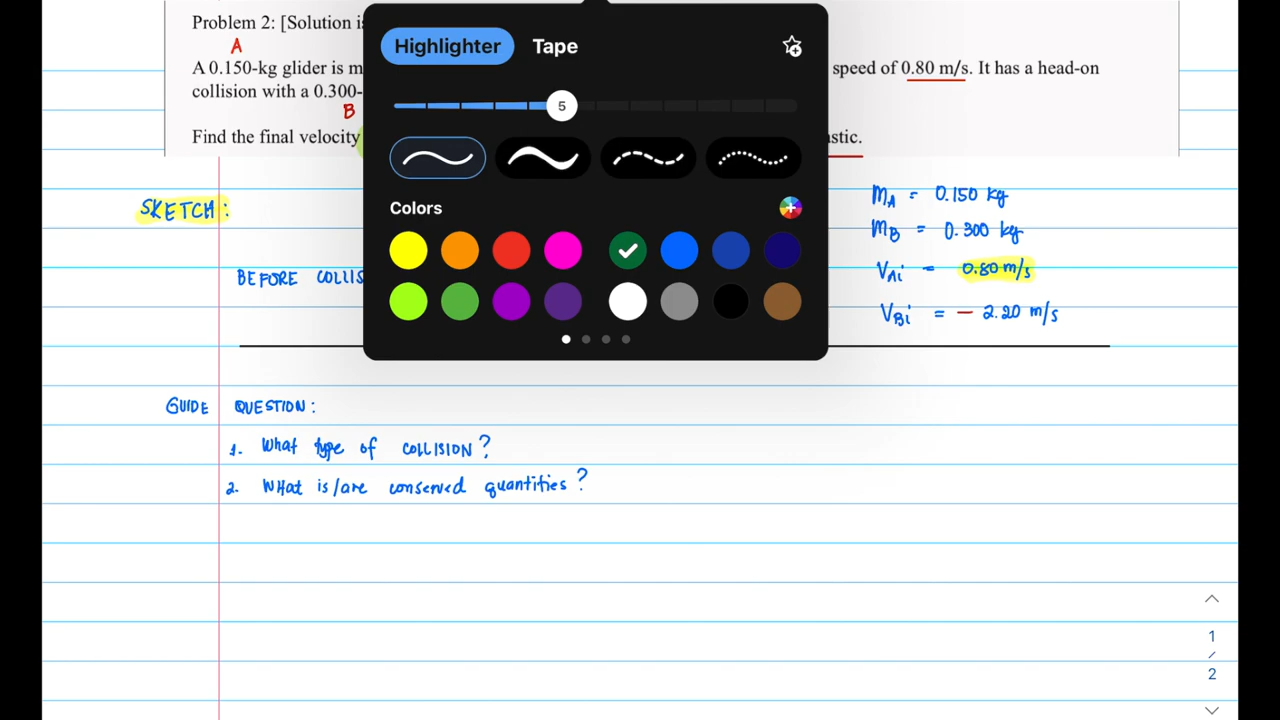 Problem 2: [Solution is
A
A 0.150-kg glider is m
speed of 0.80 m/s. It has a head-on
collision with a 0.300-
B
Find the final velocity
stic.
Highlighter Tape
5
Colors
SKETCH:
BEFORE COLLIS
mA = 0.150 kg
mB = 0.300 kg
VAi = 0.80 m/s
VBi = - 2.20 m/s
GUIDE QUESTION:
1. What type of COLLISION?
2. WHat is/are conserved quantities?
1
/
2